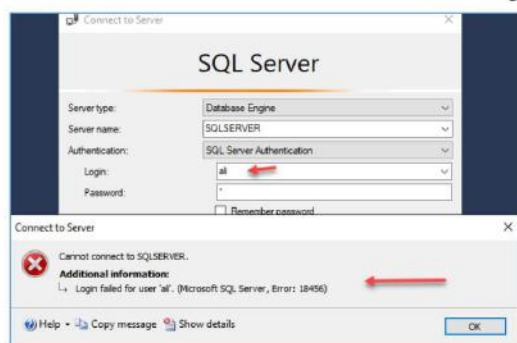 Connect to Server
SQL Server
Server type: Database Engine
Server name: SQLSERVER
Authentication: SQL Server Authentication
Login: ali
Password: *
Remember password
Connect to Server
Cannot connect to SQLSERVER.
Additional information:
Login failed for user 'ali'. (Microsoft SQL Server, Error: 18456)
Help Copy message Show details OK